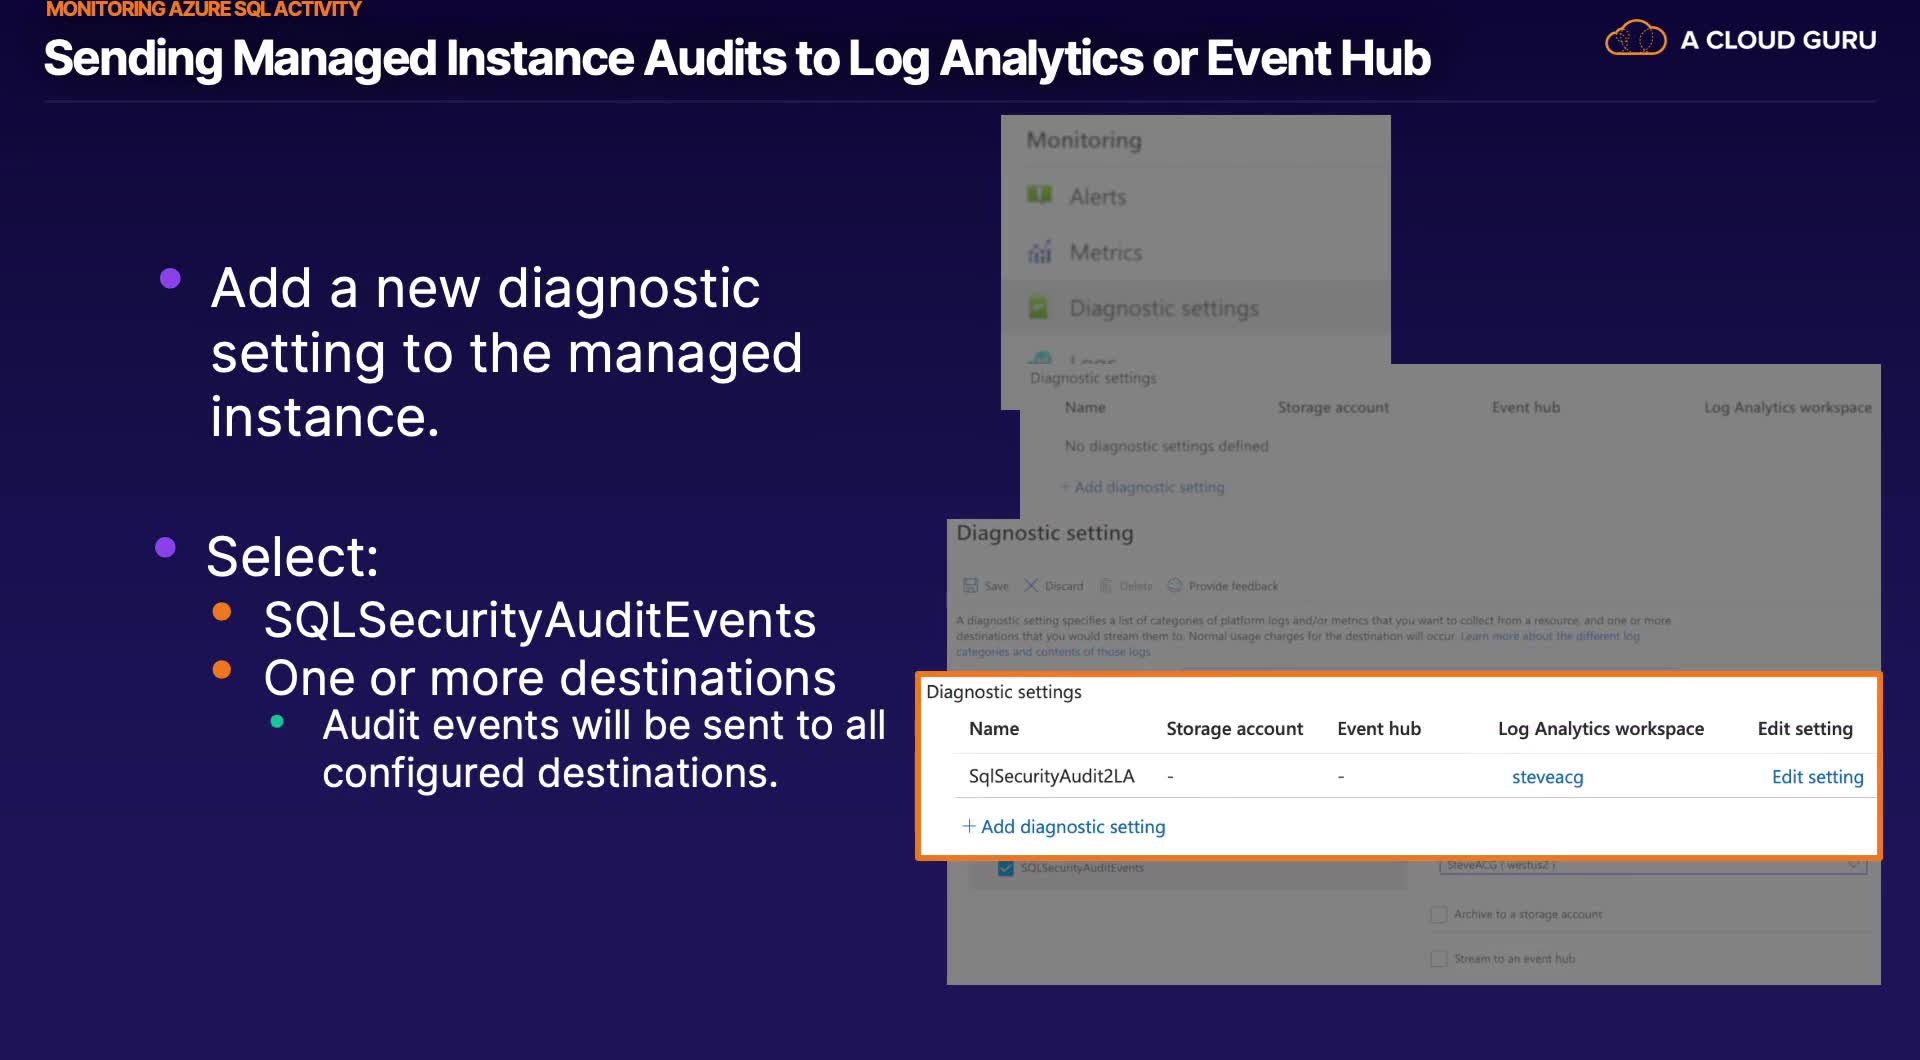 MONITORING AZURE SQL ACTIVITY
Sending Managed Instance Audits to Log Analytics or Event Hub
A CLOUD GURU
Add a new diagnostic
setting to the managed
instance.
Select:
SQLSecurityAuditEvents
One or more destinations
Audit events will be sent to all
configured destinations.
Monitoring
Alerts
Metrics
Diagnostic settings
Logs
Diagnostic settings
Name Storage account Event hub Log Analytics workspace
No diagnostic settings defined
+ Add diagnostic setting
Diagnostic setting
Save Discard Delete Provide feedback
A diagnostic setting specifies a list of categories of platform logs and/or metrics that you want to collect from a resource, and one or more
destinations that you would stream them to. Normal usage charges for the destination will occur. Learn more about the different log
categories and contents of those logs
Diagnostic settings
Name Storage account Event hub Log Analytics workspace Edit setting
SqlSecurityAudit2LA - - steveacg Edit setting
+ Add diagnostic setting
SQLSecurityAuditEvents
SteveACG ( westus2 )
Archive to a storage account
Stream to an event hub